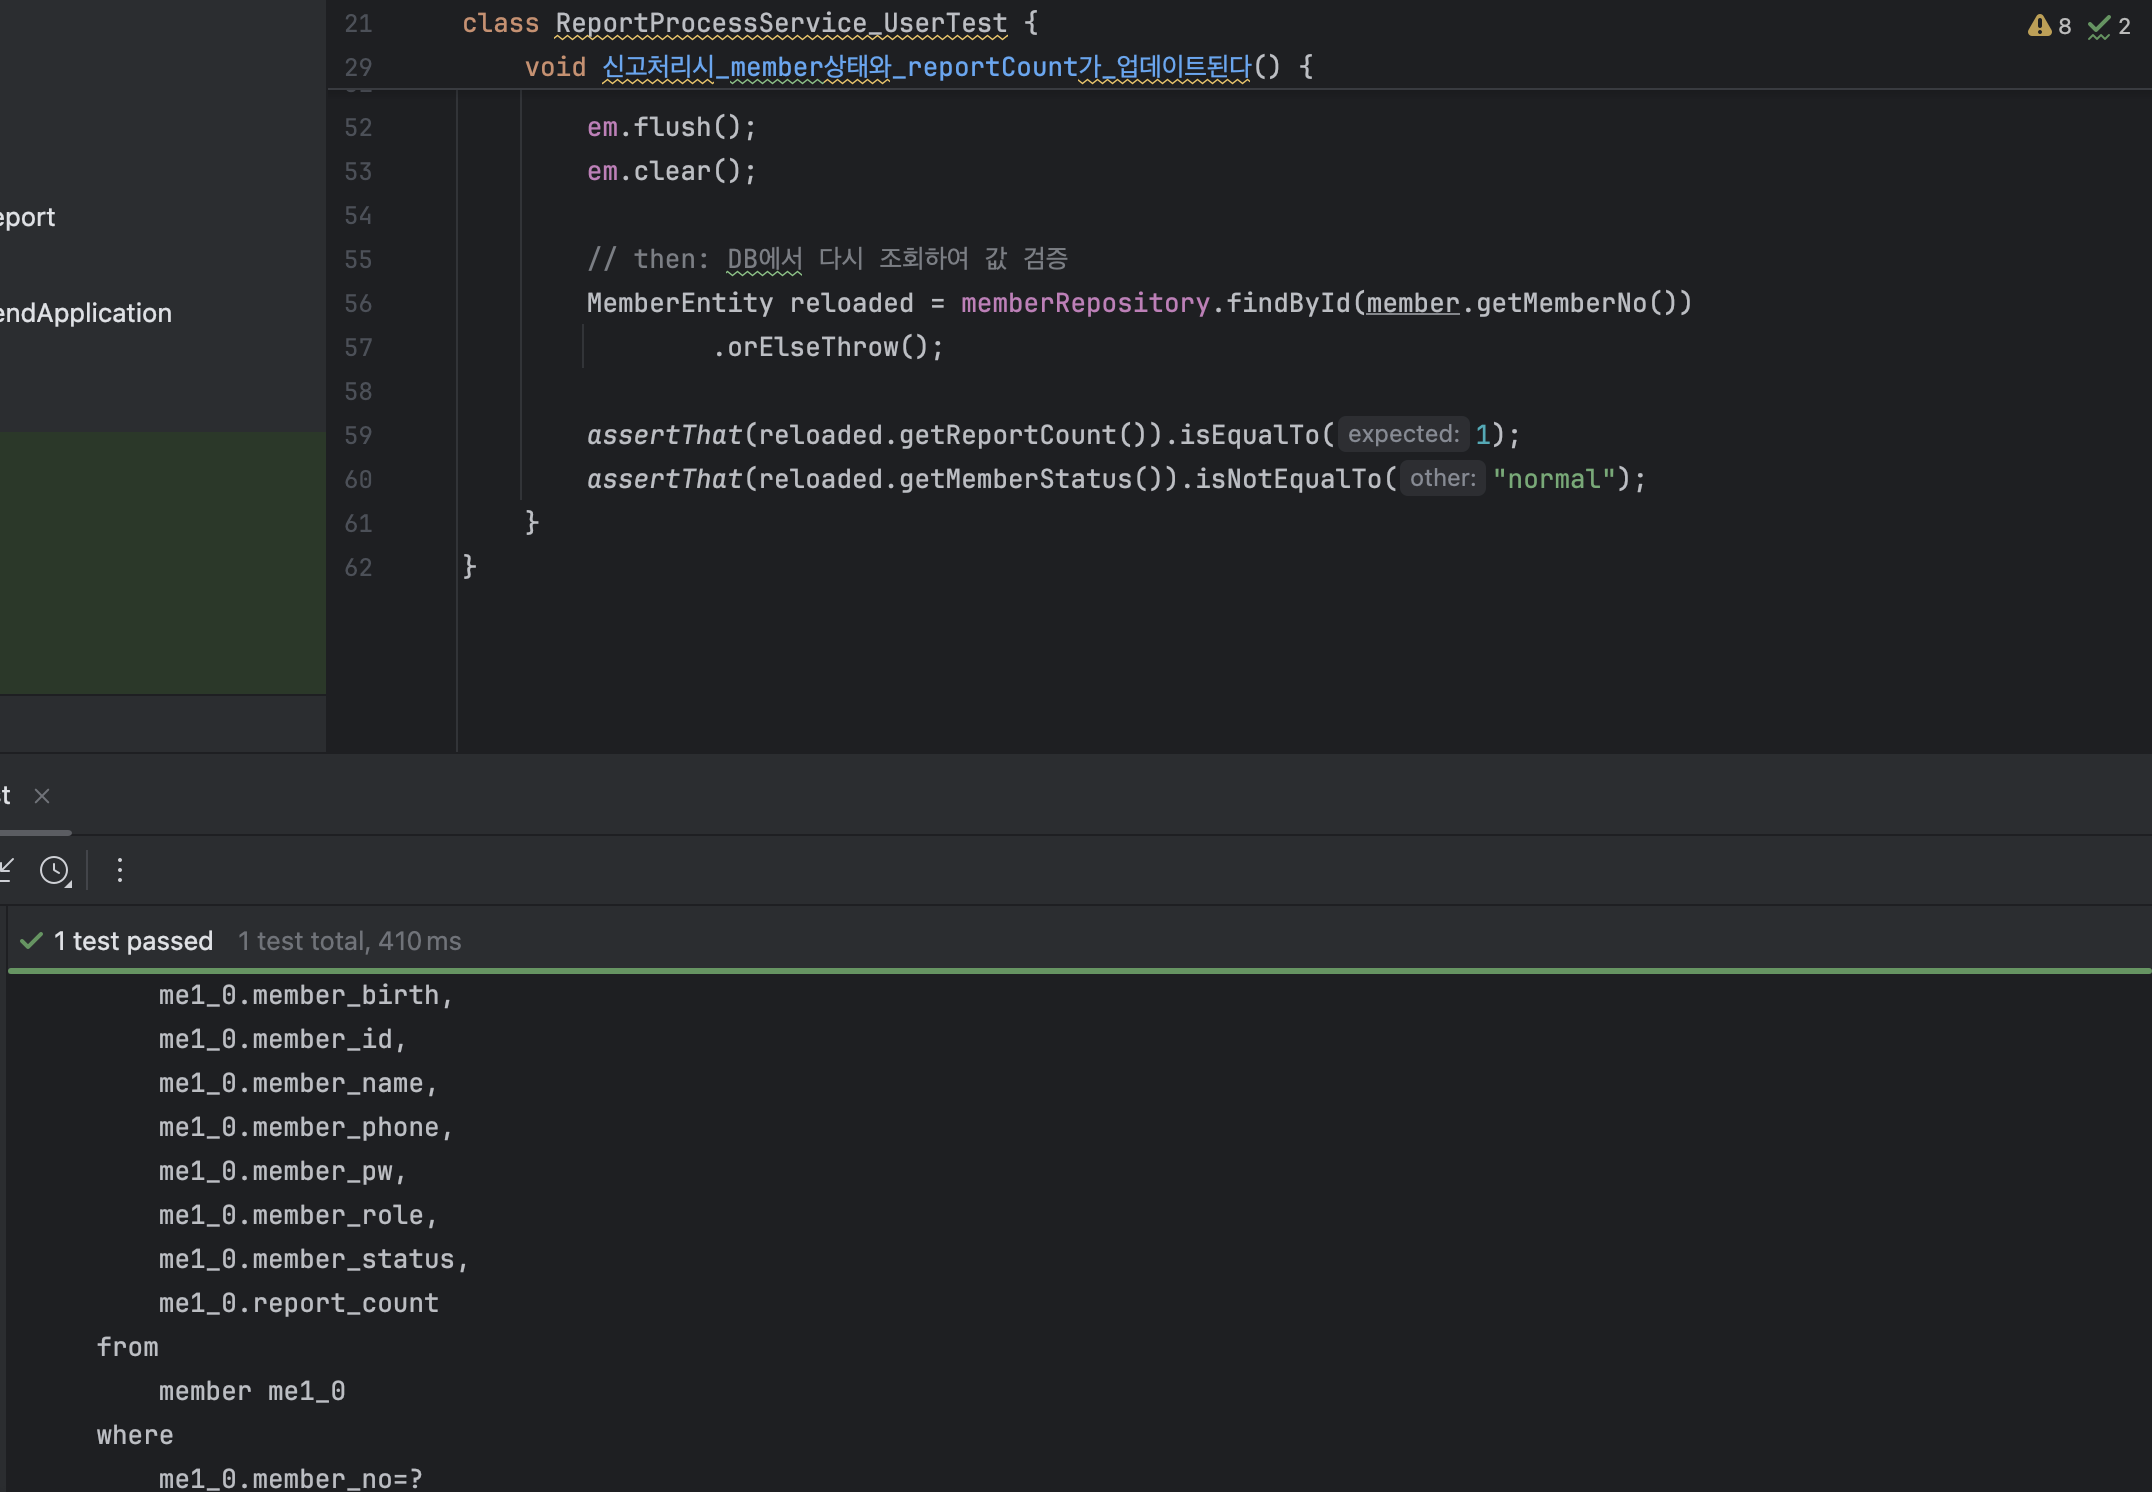 21 class ReportProcessService_UserTest {
29 void 신고처리시_member상태와_reportCount가_업데이트된다() {
8 2
52 em.flush();
53 em.clear();
54
eport
55 // then: DB에서 다시 조회하여 값 검증
56 MemberEntity reloaded = memberRepository.findById(member.getMemberNo())
endApplication
57 .orElseThrow();
58
59 assertThat(reloaded.getReportCount()).isEqualTo( expected: 1);
60 assertThat(reloaded.getMemberStatus()).isNotEqualTo( other: "normal");
61 }
62 }
t
1 test passed 1 test total, 410 ms
me1_0.member_birth,
me1_0.member_id,
me1_0.member_name,
me1_0.member_phone,
me1_0.member_pw,
me1_0.member_role,
me1_0.member_status,
me1_0.report_count
from
member me1_0
where
me1_0.member_no=?